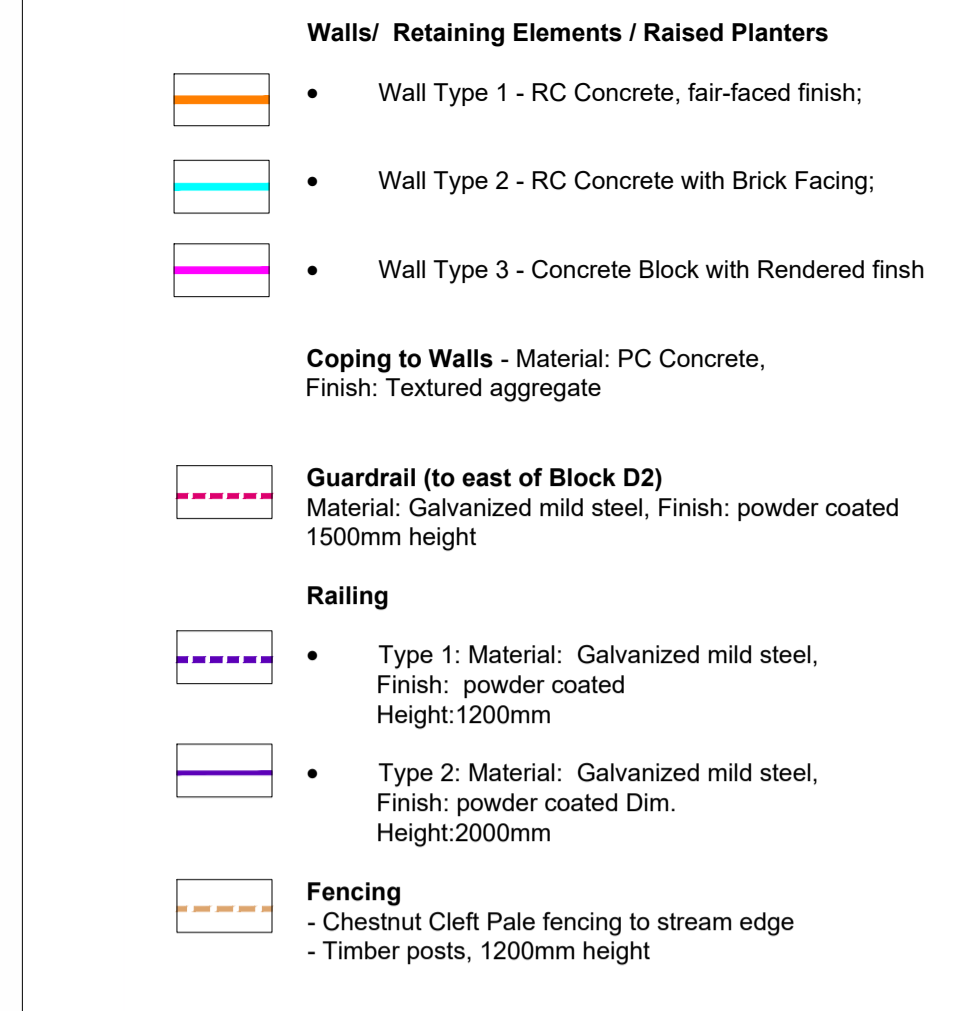 Walls/ Retaining Elements / Raised Planters
• Wall Type 1 - RC Concrete, fair-faced finish;
• Wall Type 2 - RC Concrete with Brick Facing;
• Wall Type 3 - Concrete Block with Rendered finsh
Coping to Walls - Material: PC Concrete,
Finish: Textured aggregate
Guardrail (to east of Block D2)
Material: Galvanized mild steel, Finish: powder coated
1500mm height
Railing
• Type 1: Material: Galvanized mild steel,
Finish: powder coated
Height:1200mm
• Type 2: Material: Galvanized mild steel,
Finish: powder coated Dim.
Height:2000mm
Fencing
- Chestnut Cleft Pale fencing to stream edge
- Timber posts, 1200mm height